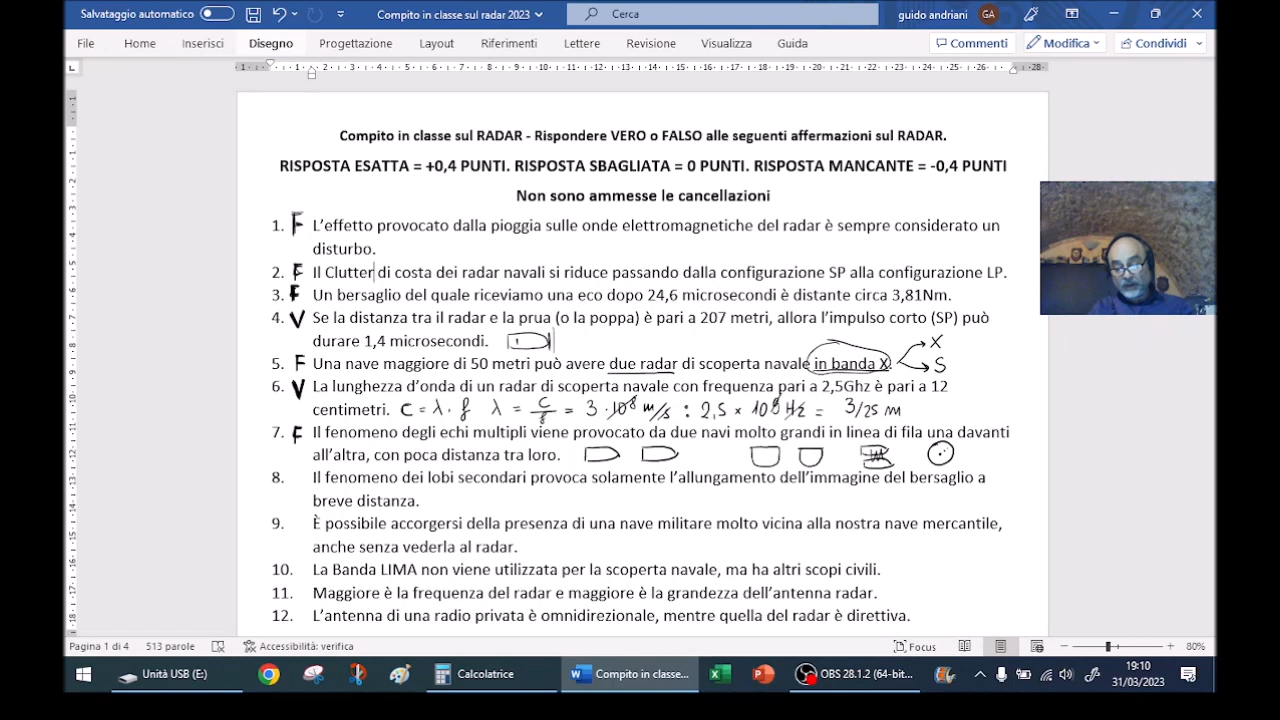 Salvataggio automatico
Compito in classe sul radar 2023
Cerca
guido andriani
GA
File Home Inserisci Disegno Progettazione Layout Riferimenti Lettere Revisione Visualizza Guida
Commenti
Modifica
Condividi
Compito in classe sul RADAR - Rispondere VERO o FALSO alle seguenti affermazioni sul RADAR.
RISPOSTA ESATTA = +0,4 PUNTI. RISPOSTA SBAGLIATA = 0 PUNTI. RISPOSTA MANCANTE = -0,4 PUNTI
Non sono ammesse le cancellazioni
1. F L’effetto provocato dalla pioggia sulle onde elettromagnetiche del radar è sempre considerato un
disturbo.
2. F Il Clutter di costa dei radar navali si riduce passando dalla configurazione SP alla configurazione LP.
3. F Un bersaglio del quale riceviamo una eco dopo 24,6 microsecondi è distante circa 3,81Nm.
4. V Se la distanza tra il radar e la prua (o la poppa) è pari a 207 metri, allora l’impulso corto (SP) può
durare 1,4 microsecondi.
X
5. F Una nave maggiore di 50 metri può avere due radar di scoperta navale in banda X. S
6. V La lunghezza d’onda di un radar di scoperta navale con frequenza pari a 2,5Ghz è pari a 12
centimetri. C = λ · f λ = C/f = 3 · 10⁸ m/s : 2,5 × 10⁸ Hz = 3/25 m
7. F Il fenomeno degli echi multipli viene provocato da due navi molto grandi in linea di fila una davanti
all’altra, con poca distanza tra loro.
8. Il fenomeno dei lobi secondari provoca solamente l’allungamento dell’immagine del bersaglio a
breve distanza.
9. È possibile accorgersi della presenza di una nave militare molto vicina alla nostra nave mercantile,
anche senza vederla al radar.
10. La Banda LIMA non viene utilizzata per la scoperta navale, ma ha altri scopi civili.
11. Maggiore è la frequenza del radar e maggiore è la grandezza dell’antenna radar.
12. L’antenna di una radio privata è omnidirezionale, mentre quella del radar è direttiva.
Pagina 1 di 4 513 parole Accessibilità: verifica
Focus
80%
Unità USB (E:)
Calcolatrice
Compito in classe...
OBS 28.1.2 (64-bit...
19:10
31/03/2023